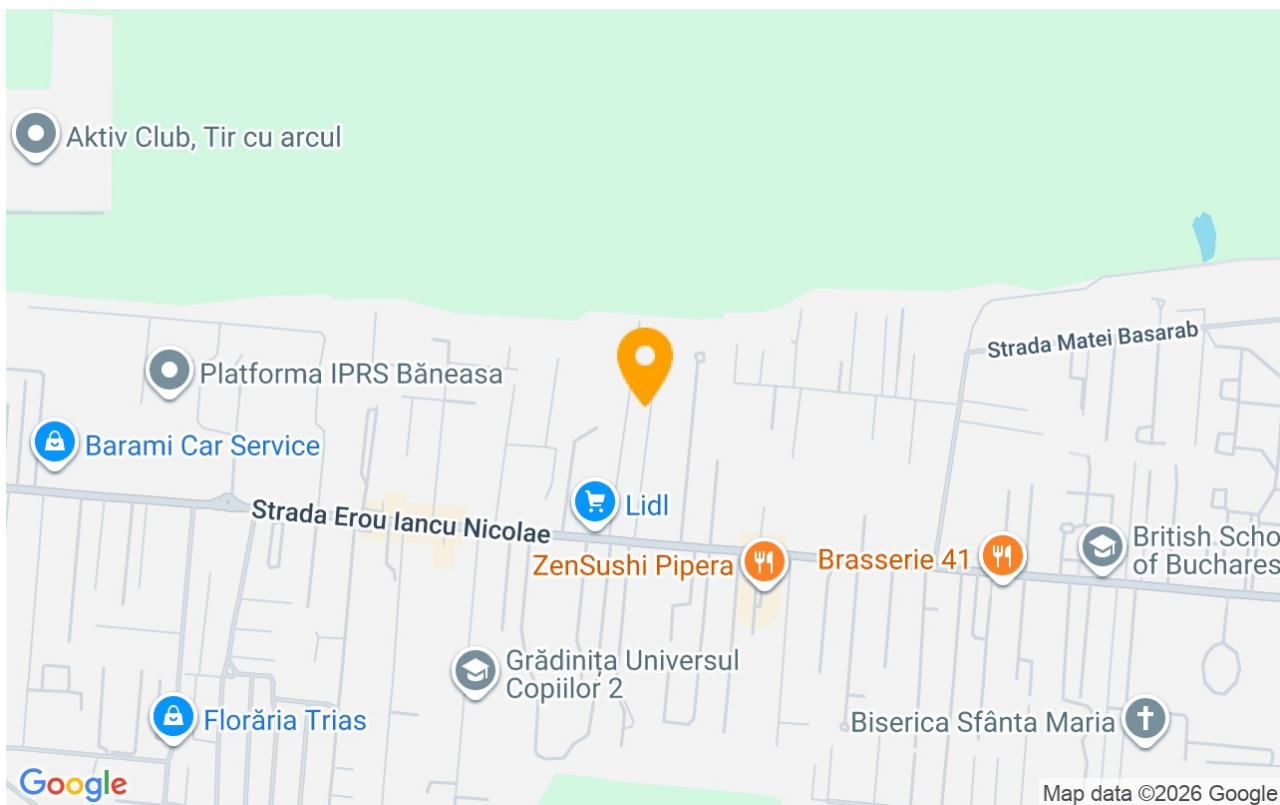 Aktiv Club, Tir cu arcul
Strada Matei Basarab
Platforma IPRS Băneasa
Barami Car Service
Strada Erou Iancu Nicolae
Lidl
ZenSushi Pipera
Brasserie 41
British Scho
of Buchares
Grădinița Universul
Copiilor 2
Florăria Trias
Biserica Sfânta Maria
Google
Map data ©2026 Google